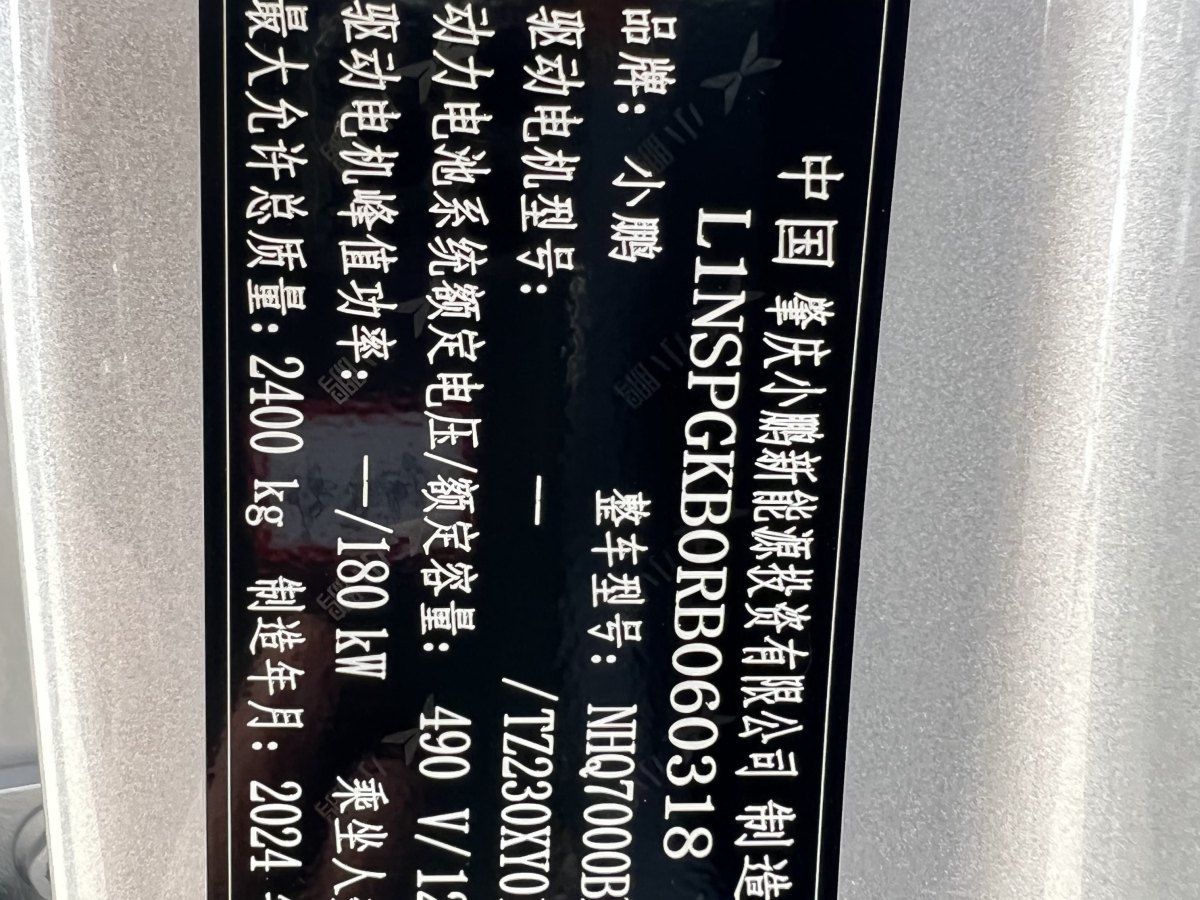 中国 肇庆小鹏新能源投资有限公司 制造
L1NSPGKB0RB060318
品牌: 小鹏 整车型号: NHQ7000B
驱动电机型号: —/TZ230XY0
动力电池系统额定电压/额定容量: 490 V/12
驱动电机峰值功率: —/180 kW 乘坐人
最大允许总质量: 2400 kg 制造年月: 2024